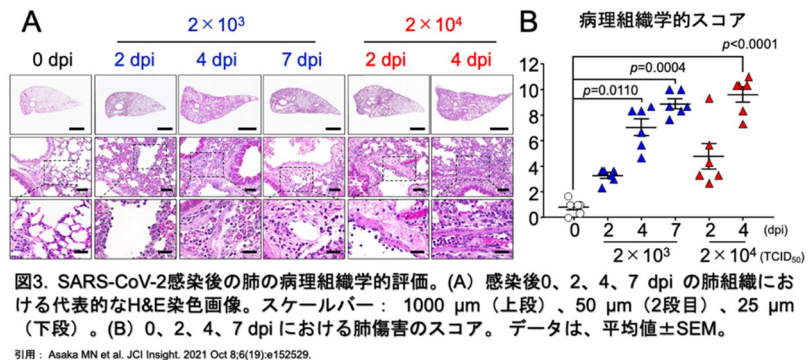 A
2×10³
2×10⁴
0 dpi
2 dpi
4 dpi
7 dpi
2 dpi
4 dpi
B
病理組織学的スコア
p<0.0001
p=0.0004
p=0.0110
12
10
8
6
4
2
0
0
2
4
7
2
4
(dpi)
2×10³
2×10⁴ (TCID₅₀)
図3. SARS-CoV-2感染後の肺の病理組織学的評価。(A) 感染後0、2、4、7 dpi の肺組織にお
ける代表的なH&E染色画像。スケールバー： 1000 μm（上段）、50 μm（2段目）、25 μm
（下段）。(B) 0、2、4、7 dpi における肺傷害のスコア。 データは、平均値±SEM。
引用： Asaka MN et al. JCI Insight. 2021 Oct 8;6(19):e152529.